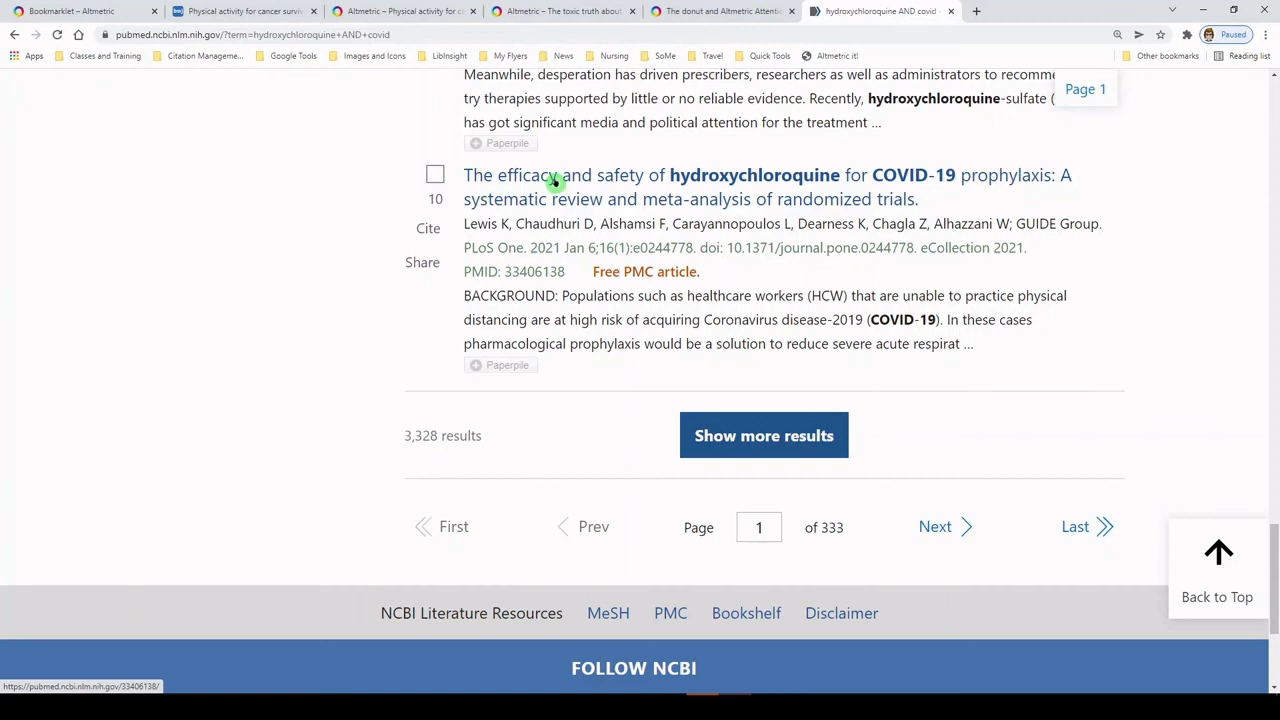 Bookmarklet – Altmetric
Physical activity for cancer surviv
Altmetric – Physical activity for ca
Altmetric – The toxic truth about
The donut and Altmetric Attenti
hydroxychloroquine AND covid
pubmed.ncbi.nlm.nih.gov/?term=hydroxychloroquine+AND+covid
Paused
Apps
Classes and Training
Citation Manageme...
Google Tools
Images and Icons
LibInsight
My Flyers
News
Nursing
SoMe
Travel
Quick Tools
Altmetric it!
Other bookmarks
Reading list
Meanwhile, desperation has driven prescribers, researchers as well as administrators to recomme
Page 1
try therapies supported by little or no reliable evidence. Recently, hydroxychloroquine-sulfate (
has got significant media and political attention for the treatment ...
Paperpile
The efficacy and safety of hydroxychloroquine for COVID-19 prophylaxis: A
systematic review and meta-analysis of randomized trials.
10
Cite
Share
Lewis K, Chaudhuri D, Alshamsi F, Carayannopoulos L, Dearness K, Chagla Z, Alhazzani W; GUIDE Group.
PLoS One. 2021 Jan 6;16(1):e0244778. doi: 10.1371/journal.pone.0244778. eCollection 2021.
PMID: 33406138 Free PMC article.
BACKGROUND: Populations such as healthcare workers (HCW) that are unable to practice physical
distancing are at high risk of acquiring Coronavirus disease-2019 (COVID-19). In these cases
pharmacological prophylaxis would be a solution to reduce severe acute respirat ...
Paperpile
3,328 results
Show more results
First
Prev
Page 1 of 333
Next
Last
Back to Top
NCBI Literature Resources MeSH PMC Bookshelf Disclaimer
FOLLOW NCBI
https://pubmed.ncbi.nlm.nih.gov/33406138/